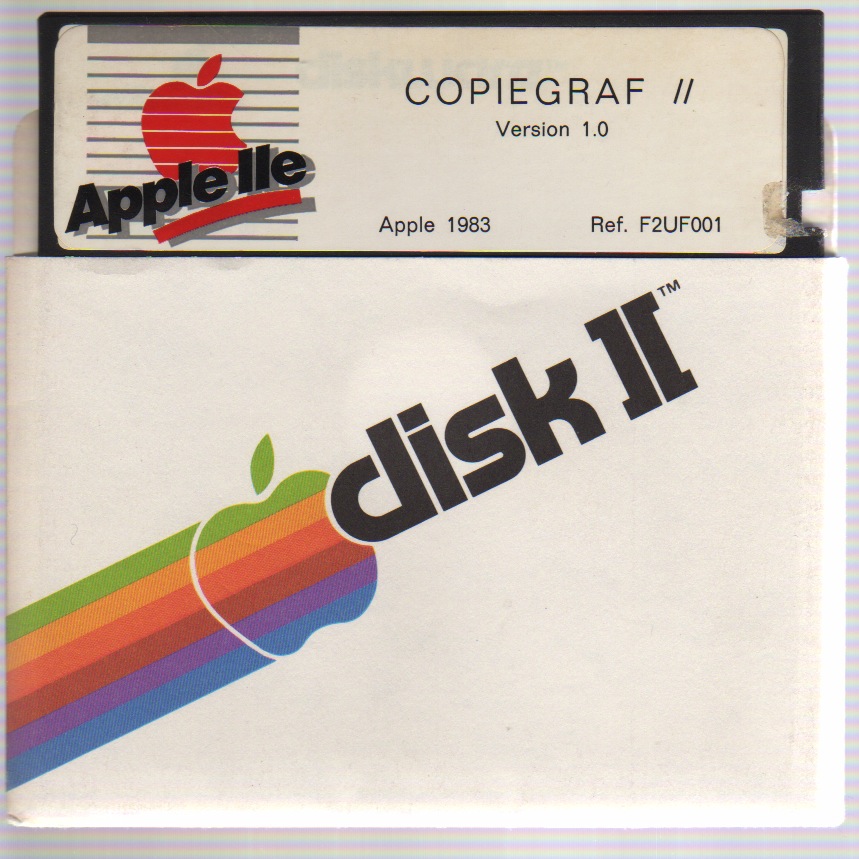 COPIEGRAF //
Version 1.0
Apple IIe
Apple 1983 Ref. F2UF001
disk II™